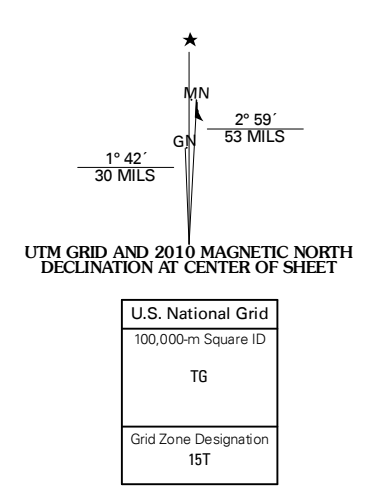 MN
2° 59´
53 MILS
GN
1° 42´
30 MILS
UTM GRID AND 2010 MAGNETIC NORTH
DECLINATION AT CENTER OF SHEET
U.S. National Grid
100,000-m Square ID
TG
Grid Zone Designation
15T